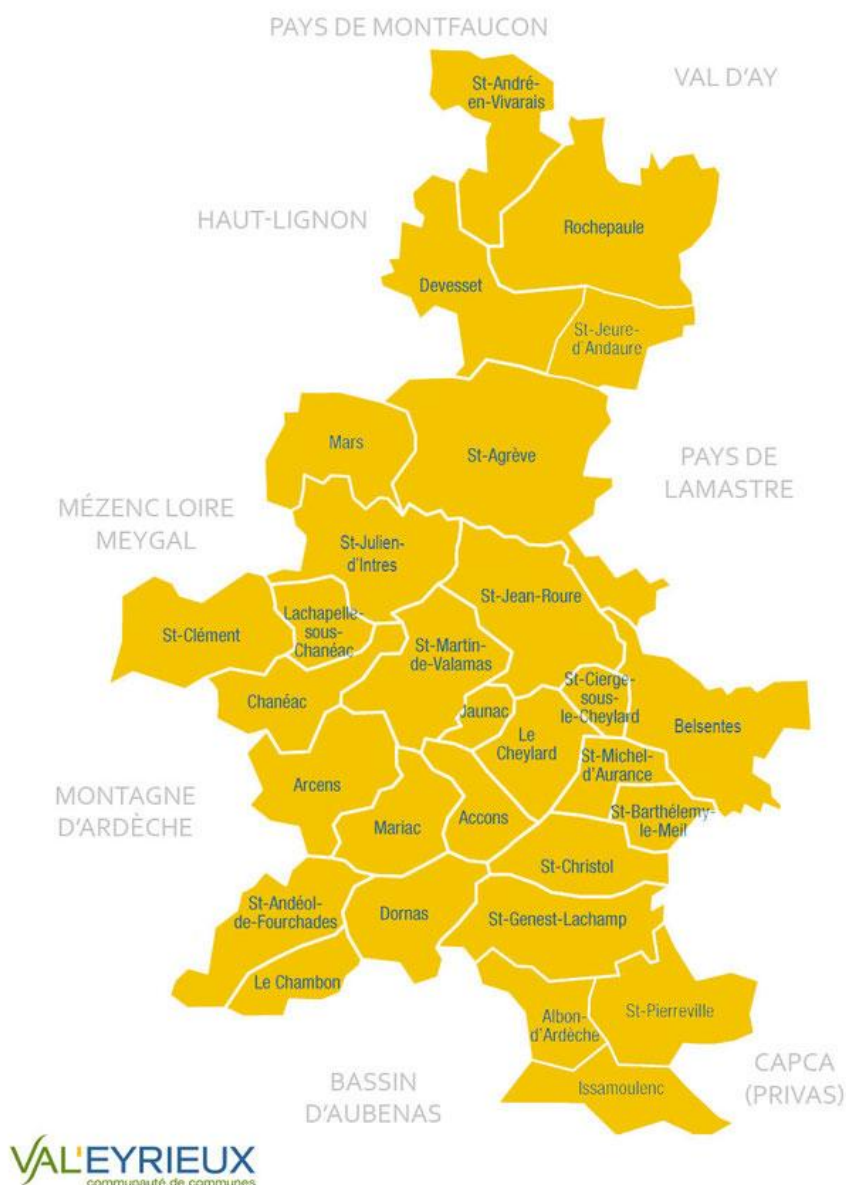 PAYS DE MONTFAUCON
VAL D'AY
St-André-
en-Vivarais
HAUT-LIGNON
Rochepaule
Devesset
St-Jeure-
d'Andaure
Mars
St-Agrève
PAYS DE
LAMASTRE
MÉZENC LOIRE
MEYGAL
St-Julien-
d'Intres
St-Jean-Roure
St-Clément
Lachapelle-
sous-
Chanéac
St-Martin-
de-Valamas
Chanéac
Jaunac
St-Cierge-
sous-
le-Cheylard
Belsentes
Le
Cheylard
St-Michel-
d'Aurance
MONTAGNE
D'ARDÈCHE
Arcens
Mariac
Accons
St-Barthélemy-
le-Meil
St-Christol
St-Andéol-
de-Fourchades
Dornas
St-Genest-Lachamp
Le Chambon
Albon-
d'Ardèche
St-Pierreville
BASSIN
D'AUBENAS
Issamoulenc
CAPCA
(PRIVAS)
VAL'EYRIEUX
communauté de communes